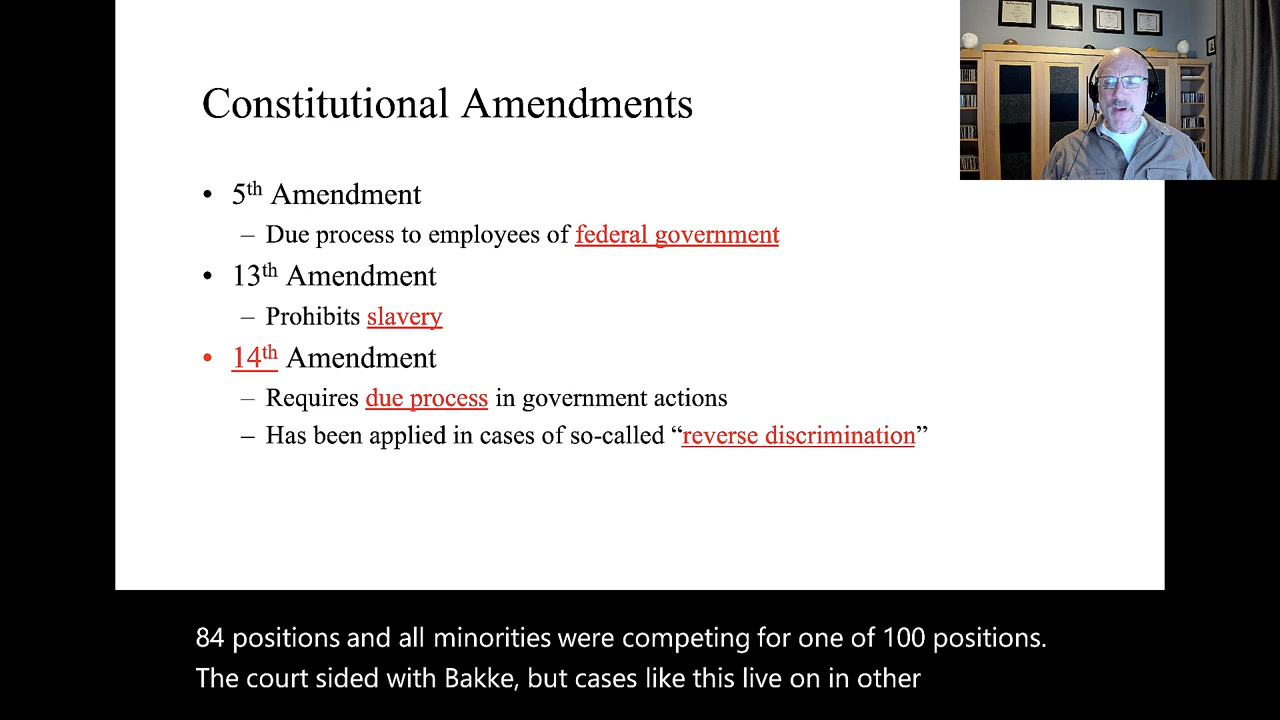 Constitutional Amendments
• 5th Amendment
– Due process to employees of federal government
• 13th Amendment
– Prohibits slavery
• 14th Amendment
– Requires due process in government actions
– Has been applied in cases of so-called “reverse discrimination”
84 positions and all minorities were competing for one of 100 positions.
The court sided with Bakke, but cases like this live on in other